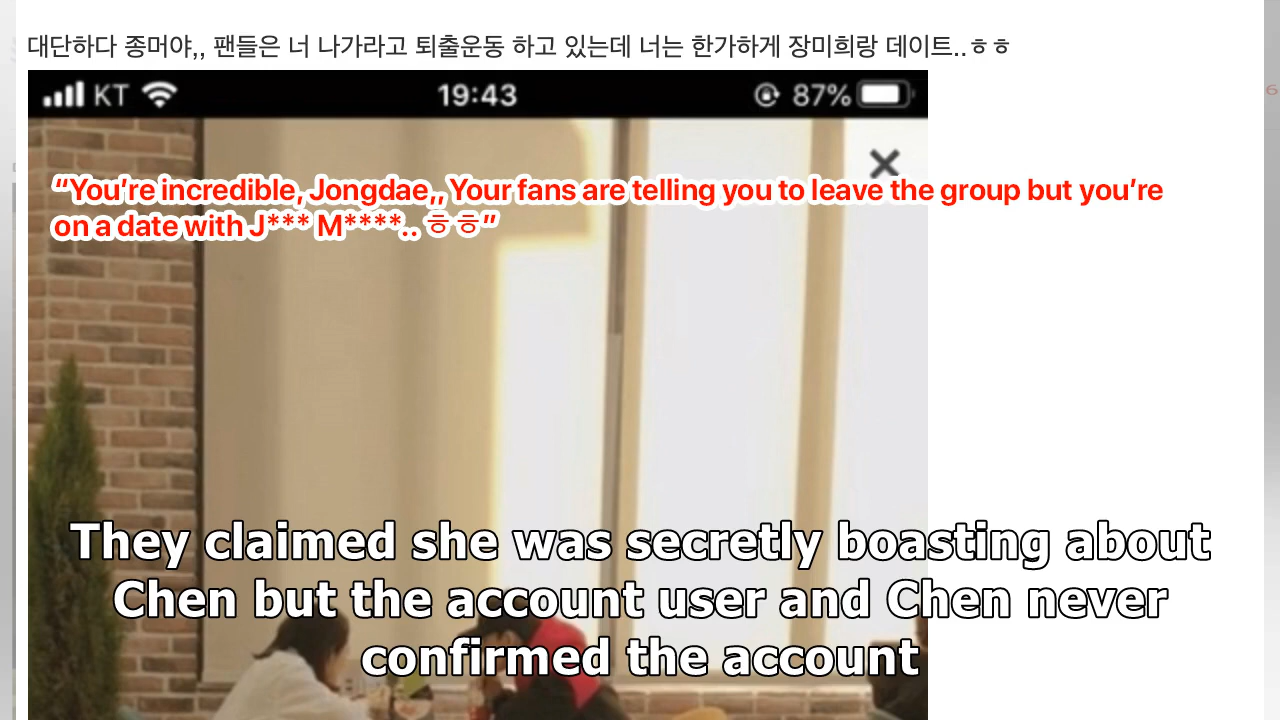 대단하다 종머야,, 팬들은 너 나가라고 퇴출운동 하고 있는데 너는 한가하게 장미희랑 데이트..ㅎㅎ
KT 19:43 87%
“You’re incredible, Jongdae,, Your fans are telling you to leave the group but you’re
on a date with J*** M****.. ㅎㅎ”
They claimed she was secretly boasting about
Chen but the account user and Chen never
confirmed the account